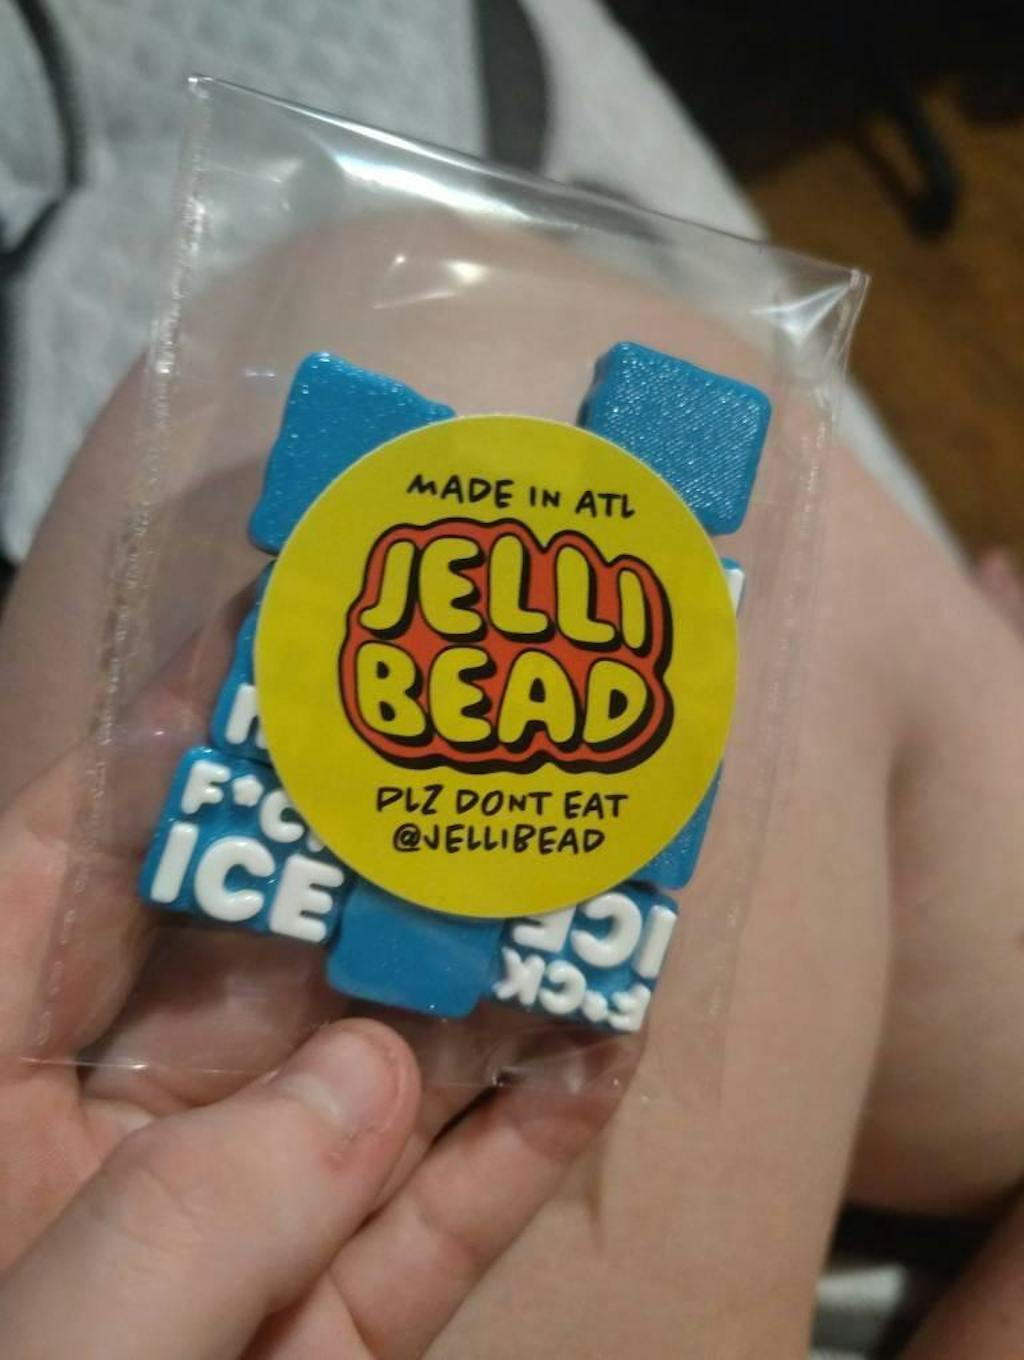 MADE IN ATL
JELLI
BEAD
PLZ DONT EAT
@JELLIBEAD
ICE
ICE
F*CK